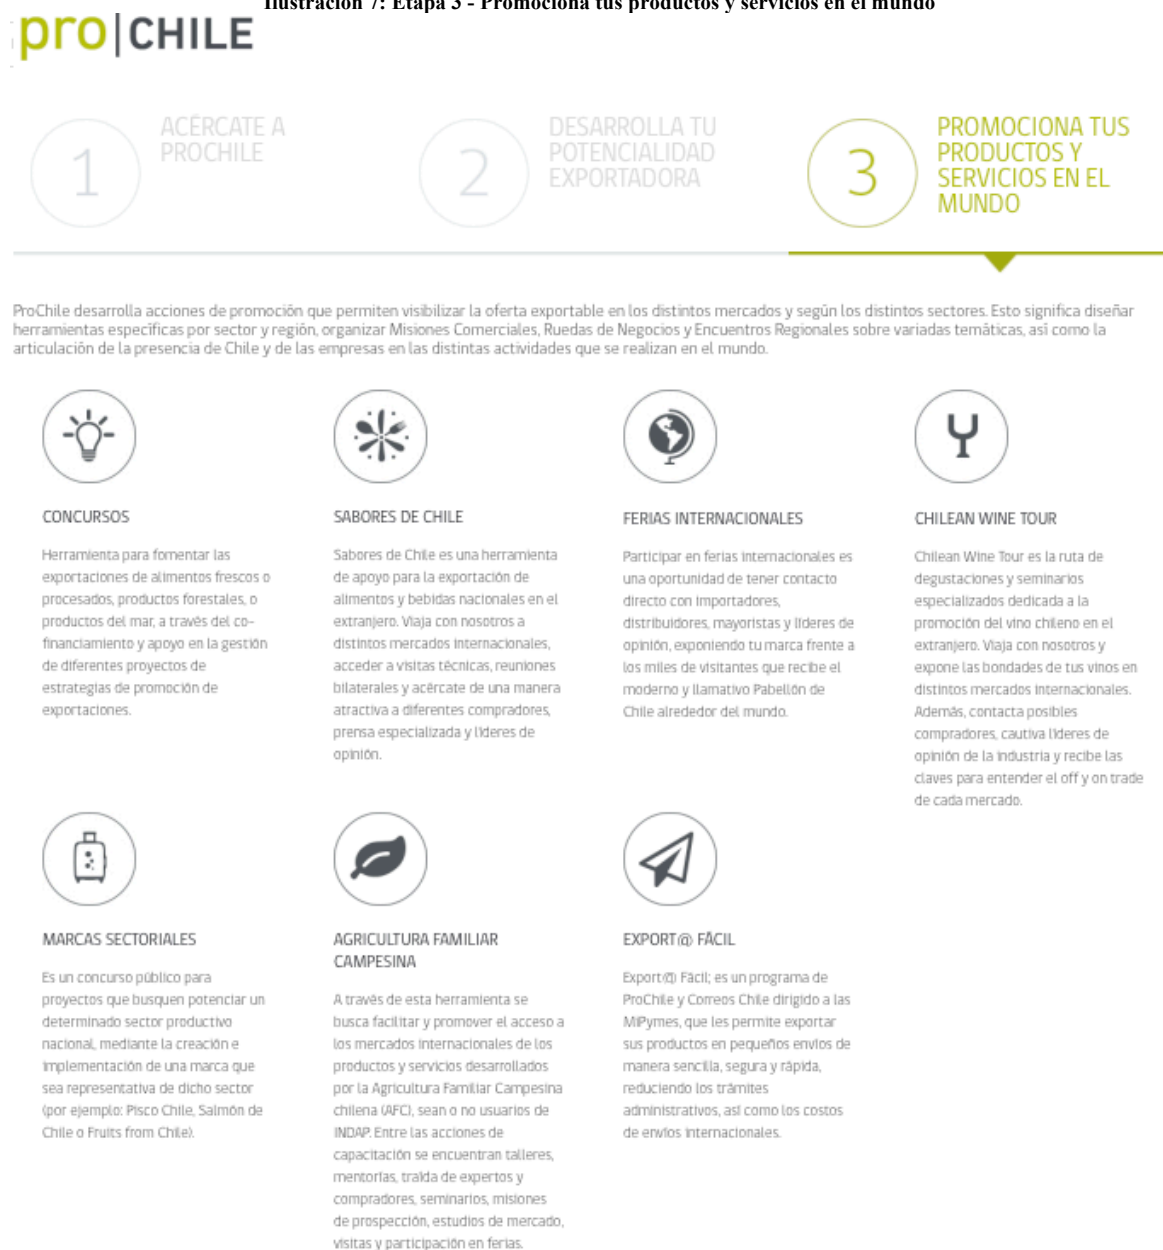 Ilustración 7: Etapa 3 - Promociona tus productos y servicios en el mundo
pro|CHILE
1
ACÉRCATE A
PROCHILE
2
DESARROLLA TU
POTENCIALIDAD
EXPORTADORA
3
PROMOCIONA TUS
PRODUCTOS Y
SERVICIOS EN EL
MUNDO
ProChile desarrolla acciones de promoción que permiten visibilizar la oferta exportable en los distintos mercados y según los distintos sectores. Esto significa diseñar
herramientas específicas por sector y región, organizar Misiones Comerciales, Ruedas de Negocios y Encuentros Regionales sobre variadas temáticas, así como la
articulación de la presencia de Chile y de las empresas en las distintas actividades que se realizan en el mundo.
CONCURSOS
Herramienta para fomentar las
exportaciones de alimentos frescos o
procesados, productos forestales, o
productos del mar, a través del co-
financiamiento y apoyo en la gestión
de diferentes proyectos de
estrategias de promoción de
exportaciones.
SABORES DE CHILE
Sabores de Chile es una herramienta
de apoyo para la exportación de
alimentos y bebidas nacionales en el
extranjero. Viaja con nosotros a
distintos mercados internacionales,
acceder a visitas técnicas, reuniones
bilaterales y acércate de una manera
atractiva a diferentes compradores,
prensa especializada y líderes de
opinión.
FERIAS INTERNACIONALES
Participar en ferias internacionales es
una oportunidad de tener contacto
directo con importadores,
distribuidores, mayoristas y líderes de
opinión, exponiendo tu marca frente a
los miles de visitantes que recibe el
moderno y llamativo Pabellón de
Chile alrededor del mundo.
CHILEAN WINE TOUR
Chilean Wine Tour es la ruta de
degustaciones y seminarios
especializados dedicada a la
promoción del vino chileno en el
extranjero. Viaja con nosotros y
expone las bondades de tus vinos en
distintos mercados internacionales.
Además, contacta posibles
compradores, cautiva líderes de
opinión de la industria y recibe las
claves para entender el off y on trade
de cada mercado.
MARCAS SECTORIALES
Es un concurso público para
proyectos que busquen potenciar un
determinado sector productivo
nacional, mediante la creación e
implementación de una marca que
sea representativa de dicho sector
(por ejemplo: Pisco Chile, Salmón de
Chile o Fruits from Chile).
AGRICULTURA FAMILIAR
CAMPESINA
A través de esta herramienta se
busca facilitar y promover el acceso a
los mercados internacionales de los
productos y servicios desarrollados
por la Agricultura Familiar Campesina
chilena (AFC), sean o no usuarios de
INDAP. Entre las acciones de
capacitación se encuentran talleres,
mentorías, traída de expertos y
compradores, seminarios, misiones
de prospección, estudios de mercado,
visitas y participación en ferias.
EXPORT@ FÁCIL
Export@ Fácil; es un programa de
ProChile y Correos Chile dirigido a las
MiPymes, que les permite exportar
sus productos en pequeños envíos de
manera sencilla, segura y rápida,
reduciendo los trámites
administrativos, así como los costos
de envíos internacionales.